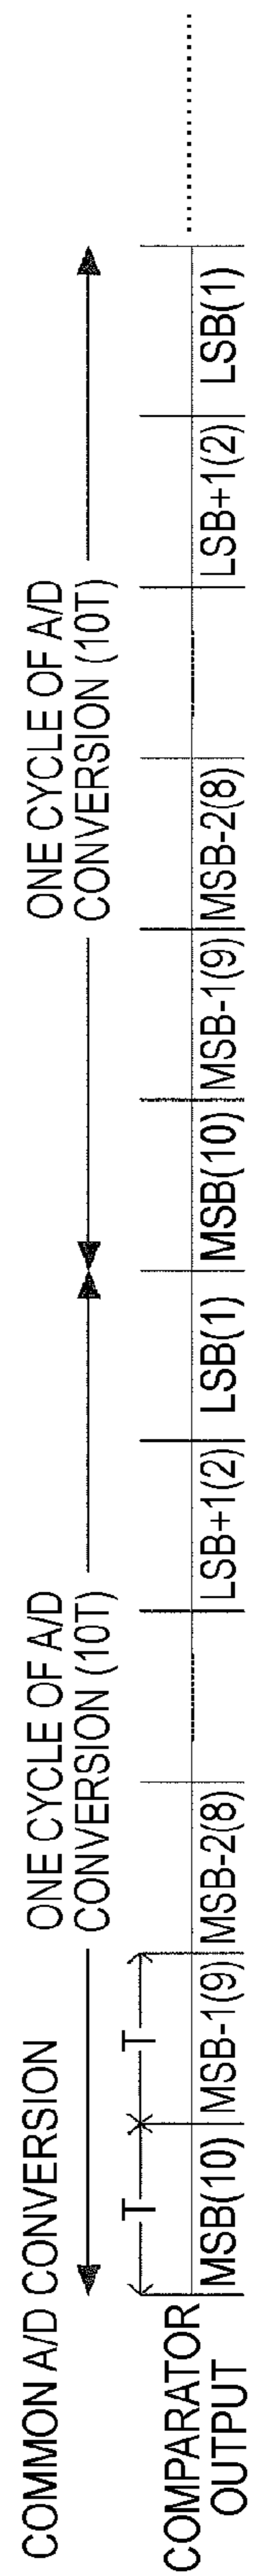 COMMON A/D CONVERSION
ONE CYCLE OF A/D
CONVERSION (10T)
ONE CYCLE OF A/D
CONVERSION (10T)
T T
COMPARATOR
OUTPUT
MSB(10) MSB-1(9) MSB-2(8) LSB+1(2) LSB(1) MSB(10) MSB-1(9) MSB-2(8) LSB+1(2) LSB(1)